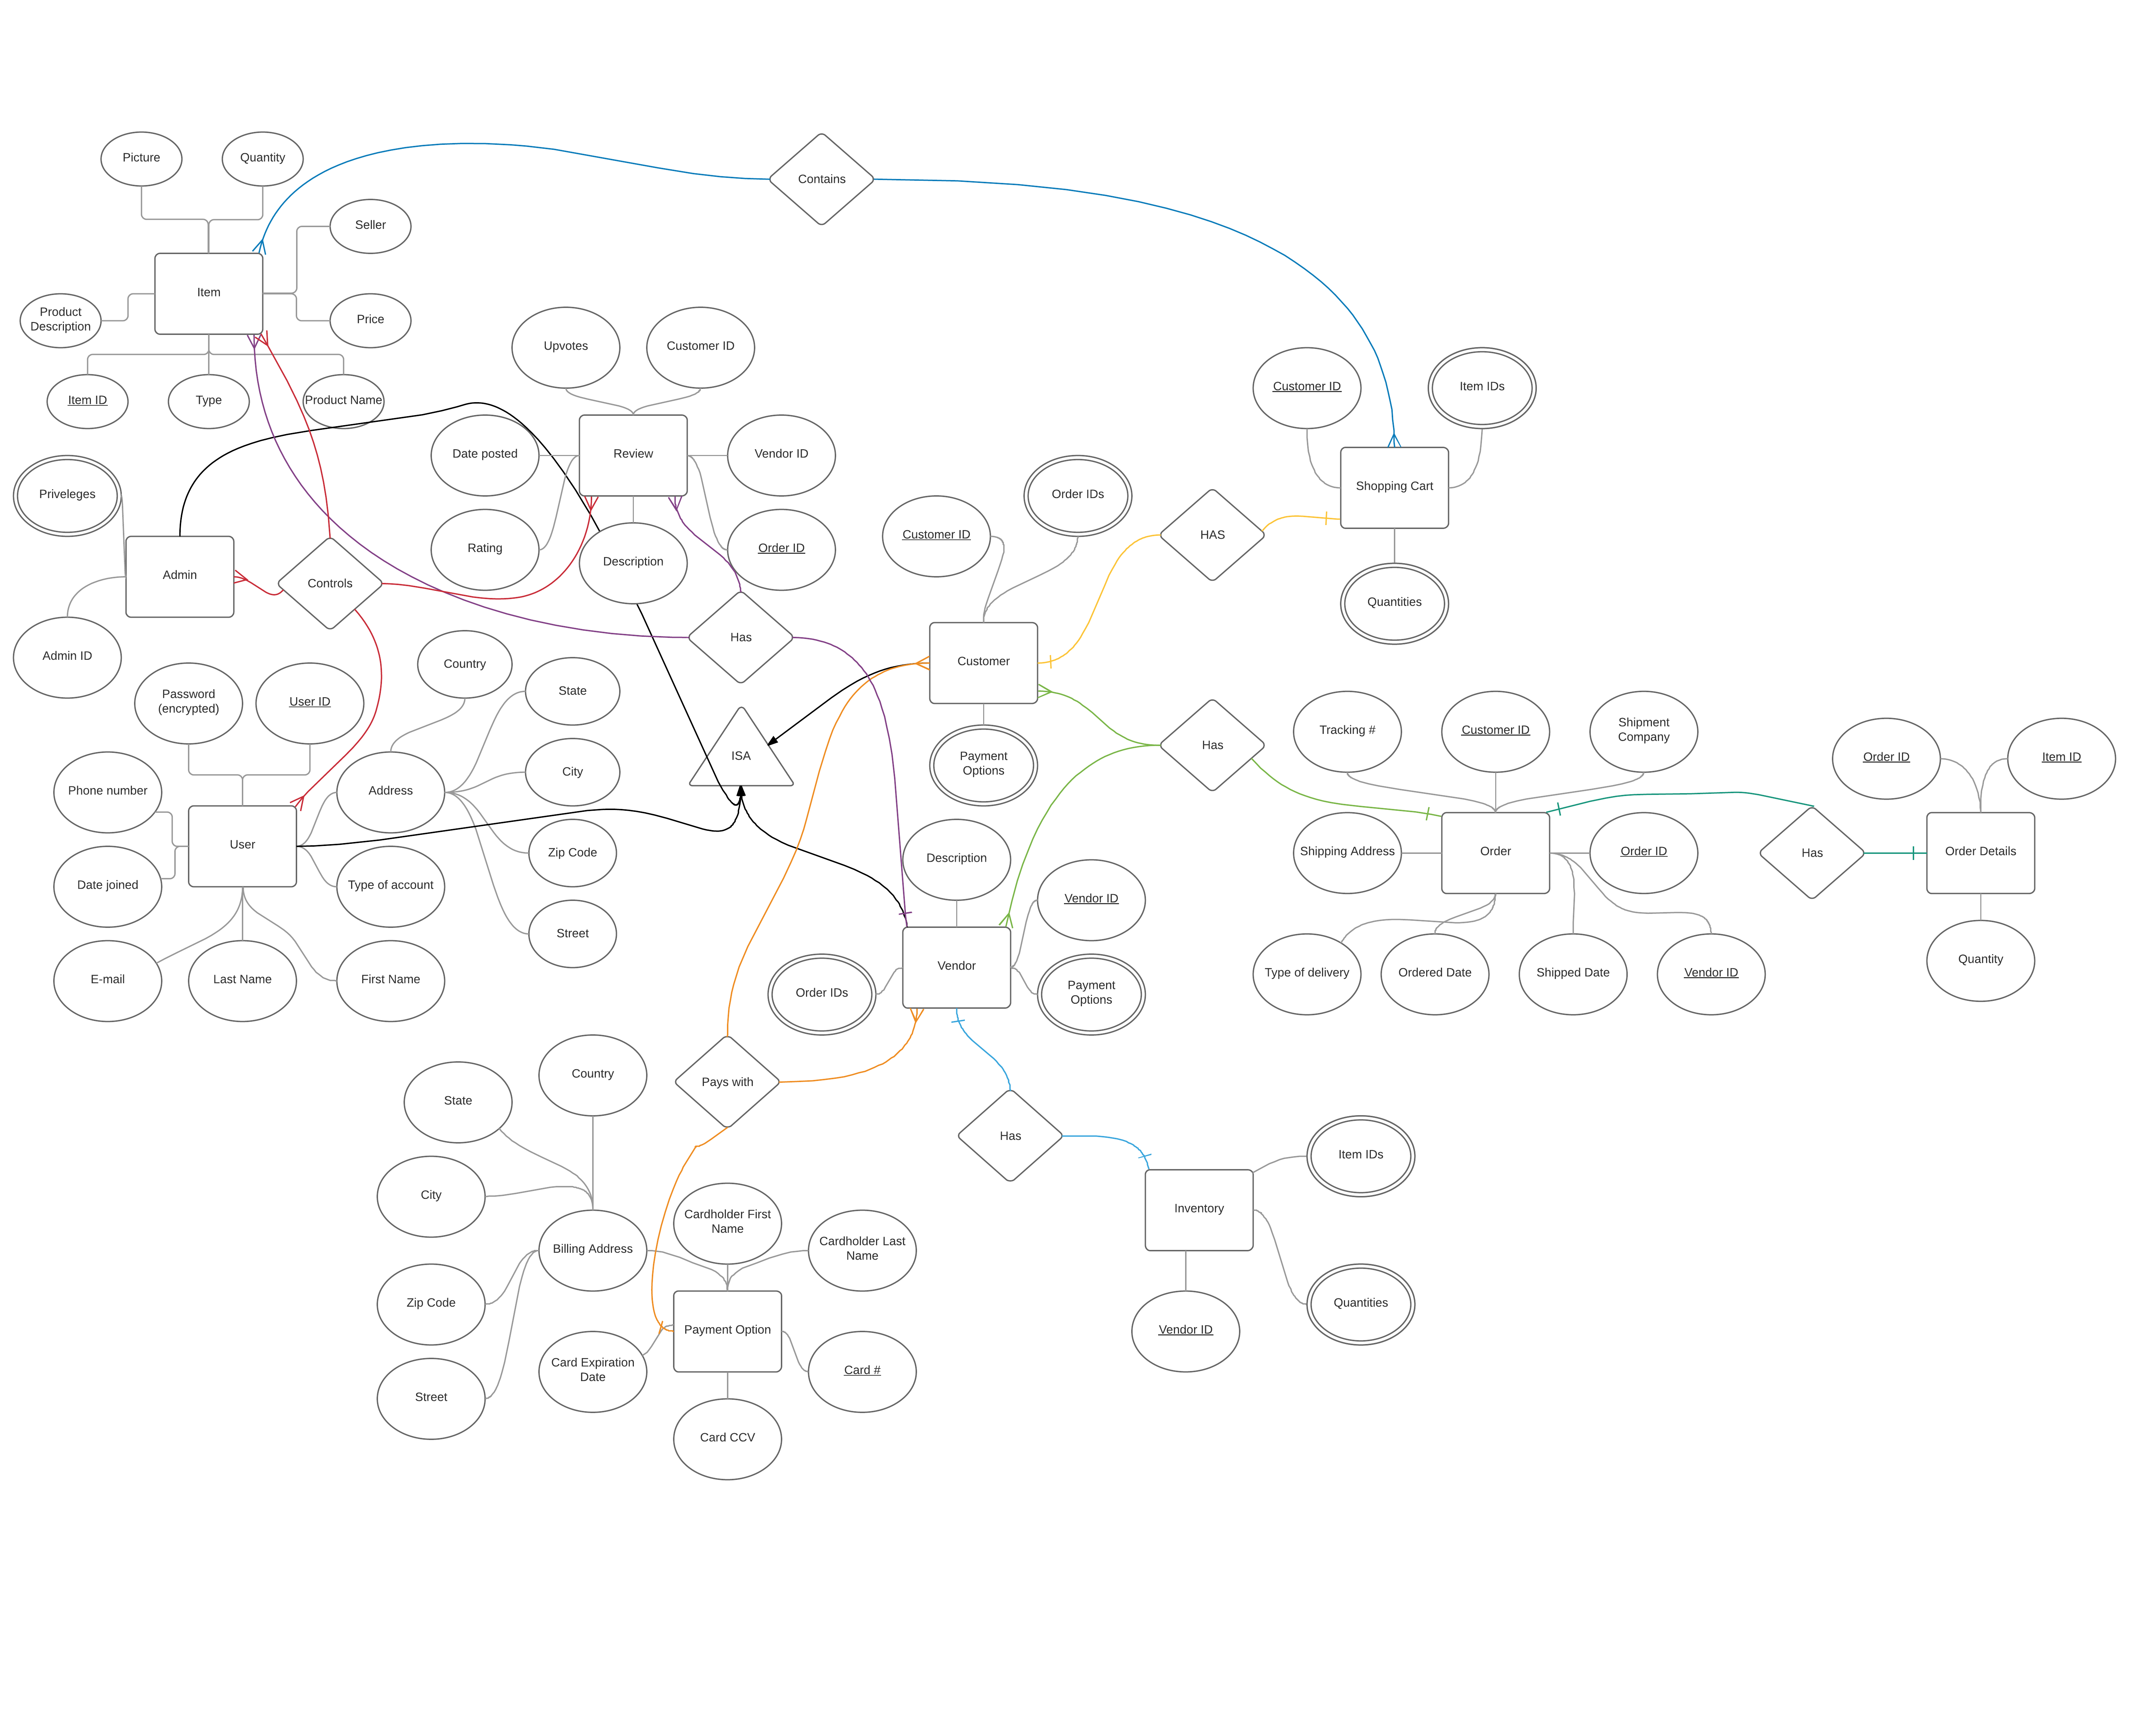 Picture
Quantity
Contains
Seller
Item
Product
Description
Price
Item ID
Type
Product Name
Upvotes
Customer ID
Review
Date posted
Vendor ID
Rating
Order ID
Description
Customer ID
Item IDs
Shopping Cart
Quantities
Priveleges
Admin
Controls
Admin ID
Has
Customer ID
Order IDs
HAS
Customer
Payment
Options
ISA
Has
Password
(encrypted)
User ID
Phone number
Address
User
Date joined
Type of account
E-mail
Last Name
First Name
Country
State
City
Zip Code
Street
Tracking #
Customer ID
Shipment
Company
Shipping Address
Order
Order ID
Type of delivery
Ordered Date
Shipped Date
Vendor ID
Has
Order ID
Item ID
Order Details
Quantity
Description
Vendor ID
Vendor
Order IDs
Payment
Options
Pays with
Has
Item IDs
Inventory
Quantities
Vendor ID
Country
State
City
Billing Address
Zip Code
Street
Cardholder First
Name
Cardholder Last
Name
Payment Option
Card Expiration
Date
Card #
Card CCV